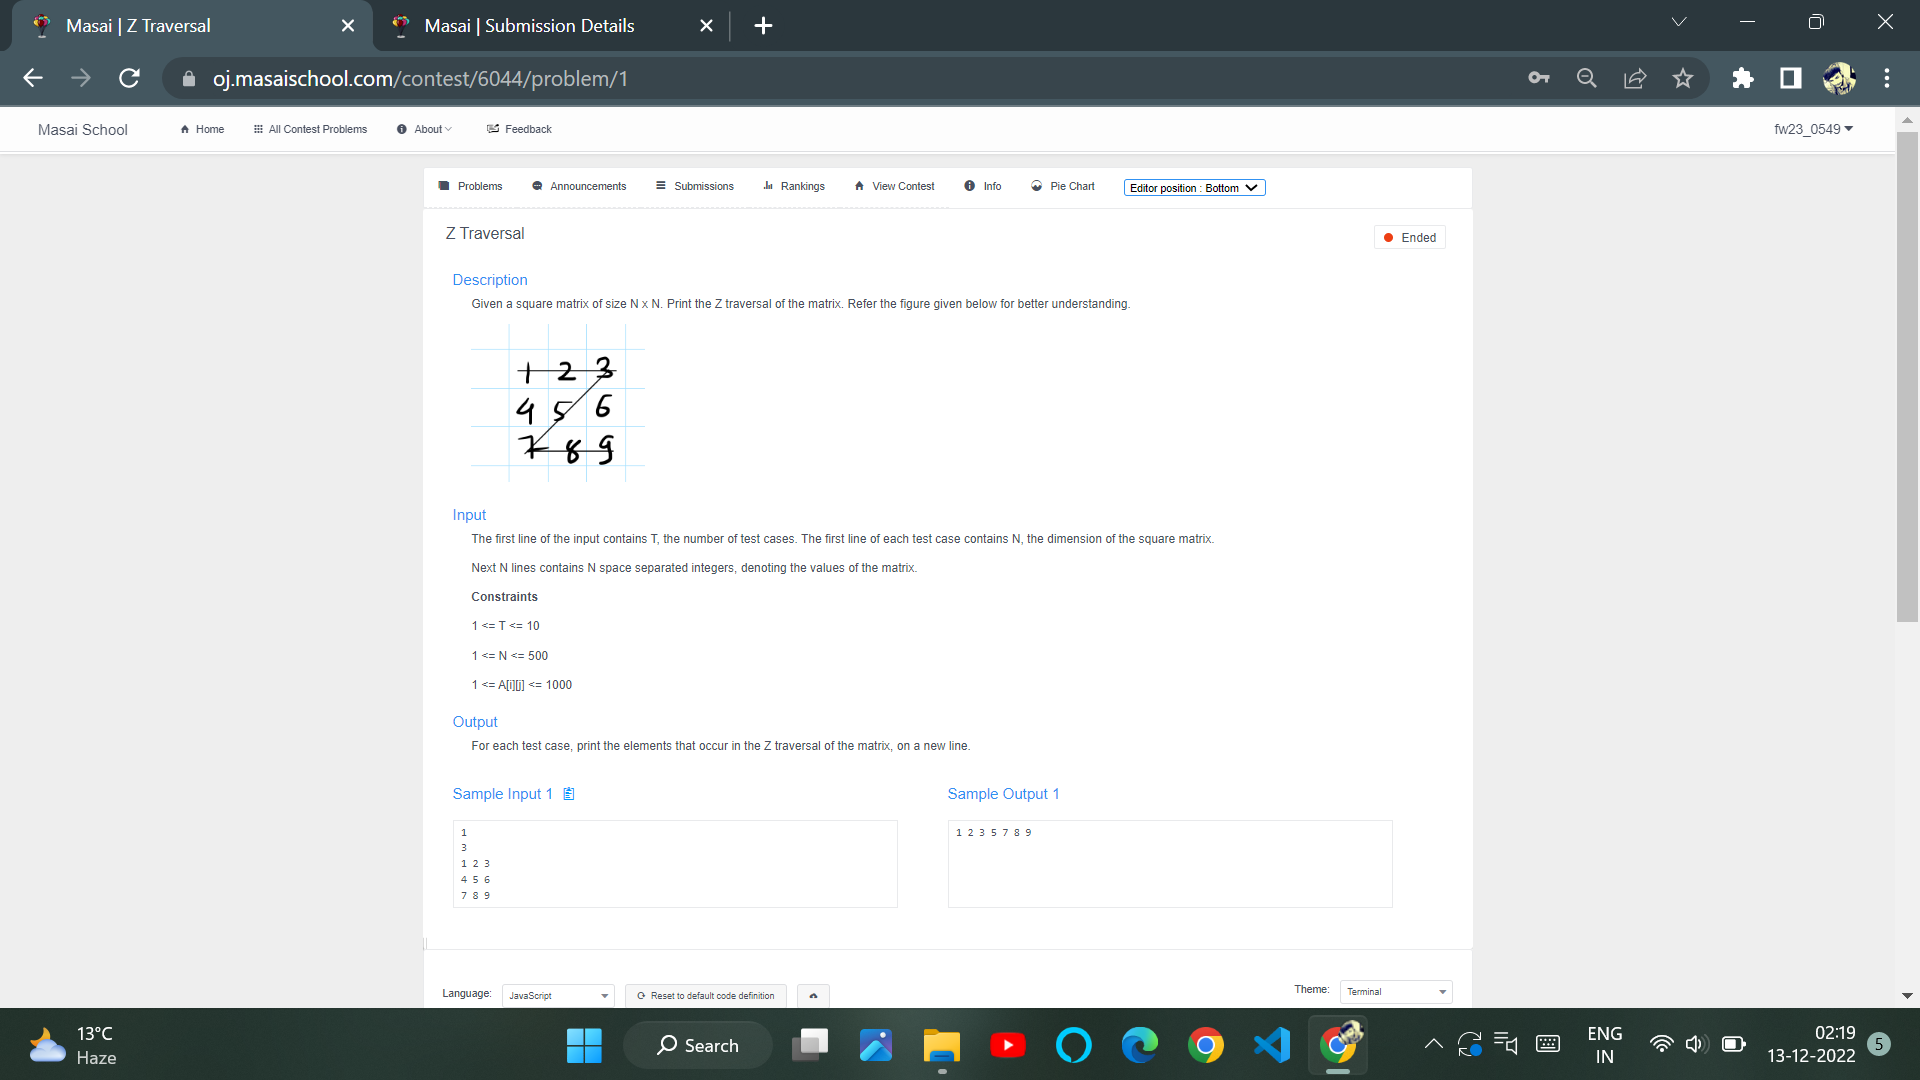 Masai | Z Traversal
Masai | Submission Details
oj.masaischool.com/contest/6044/problem/1
Masai School
Home
All Contest Problems
About
Feedback
fw23_0549
Problems
Announcements
Submissions
Rankings
View Contest
Info
Pie Chart
Editor position : Bottom
Z Traversal
Ended
Description
Given a square matrix of size N x N. Print the Z traversal of the matrix. Refer the figure given below for better understanding.
1 2 3
4 5 6
7 8 9
Input
The first line of the input contains T, the number of test cases. The first line of each test case contains N, the dimension of the square matrix.
Next N lines contains N space separated integers, denoting the values of the matrix.
Constraints
1 <= T <= 10
1 <= N <= 500
1 <= A[i][j] <= 1000
Output
For each test case, print the elements that occur in the Z traversal of the matrix, on a new line.
Sample Input 1
1
3
1 2 3
4 5 6
7 8 9
Sample Output 1
1 2 3 5 7 8 9
Language:
JavaScript
Reset to default code definition
Theme:
Terminal
13°C
Haze
Search
ENG
IN
02:19
13-12-2022
5